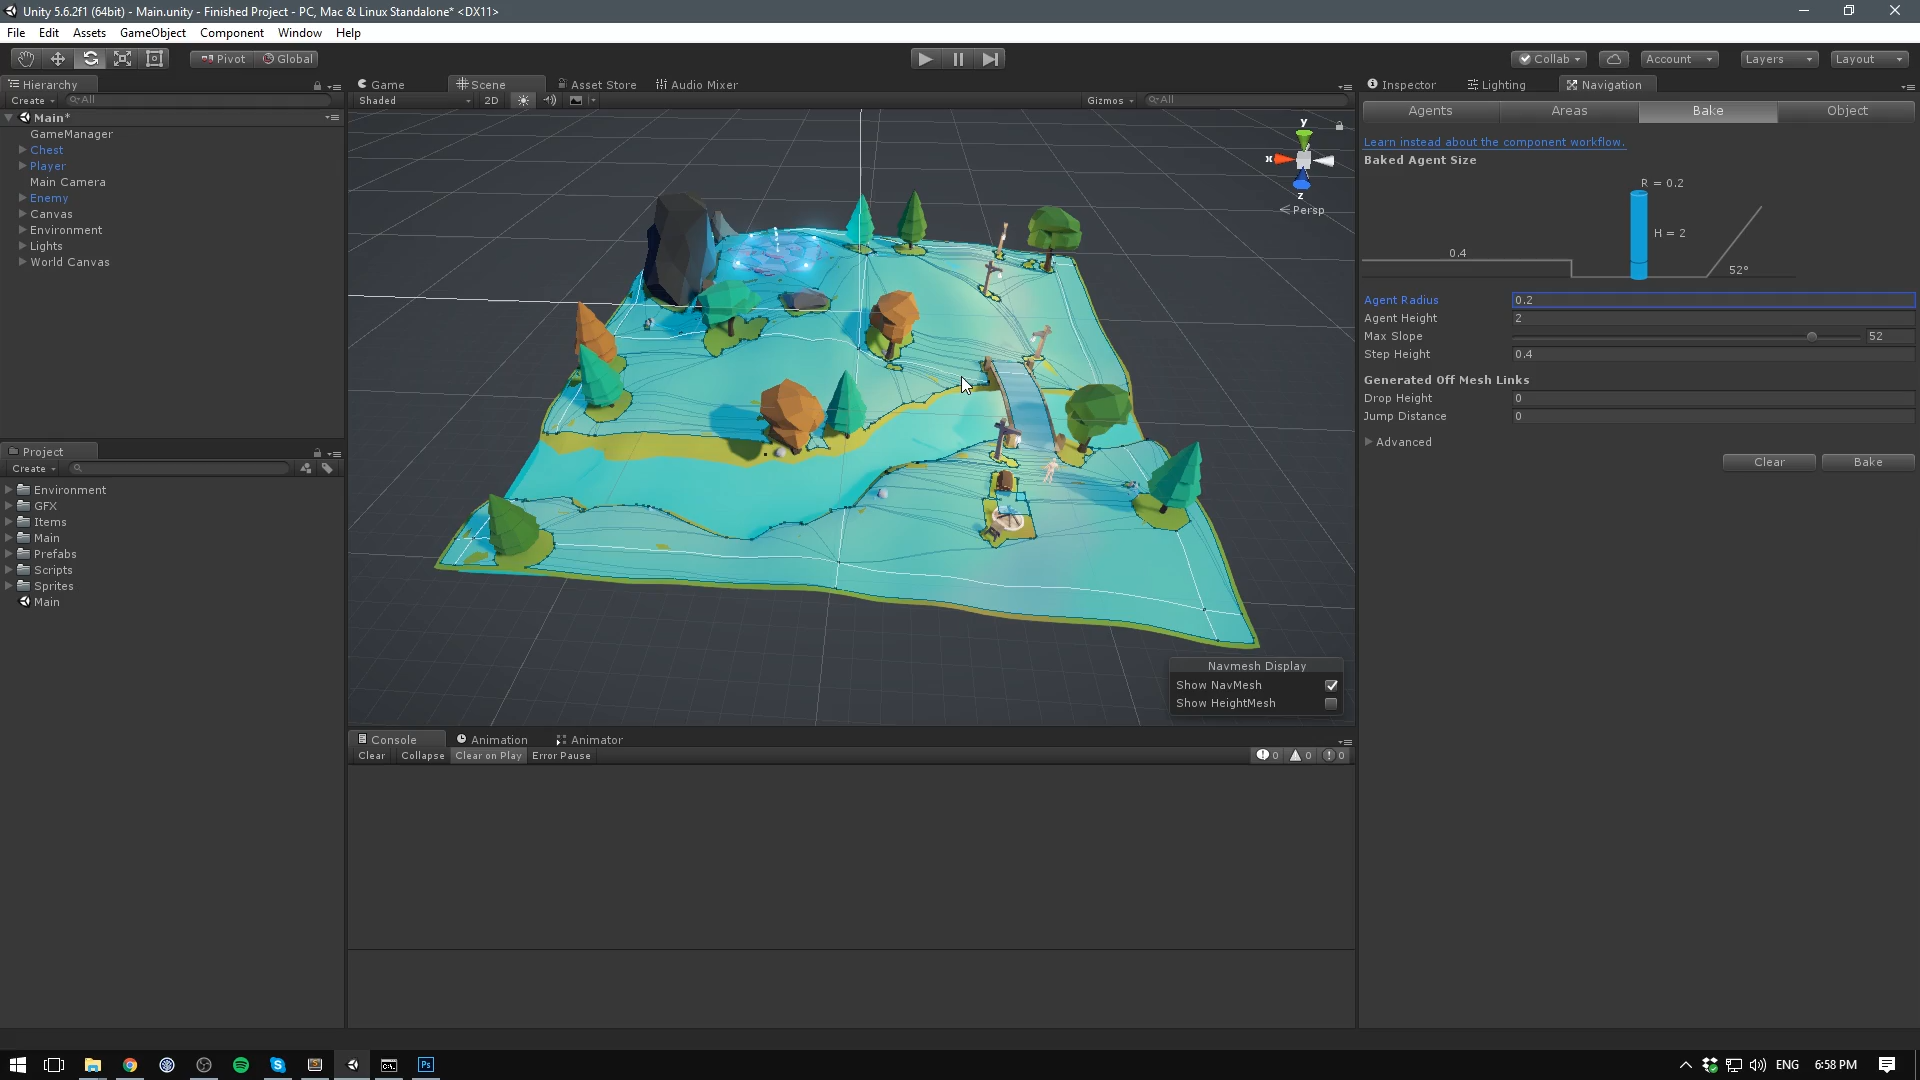 Unity 5.6.2f1 (64bit) - Main.unity - Finished Project - PC, Mac & Linux Standalone* <DX11>
File Edit Assets GameObject Component Window Help
Pivot Global Collab Account Layers Layout
Hierarchy
Create All
Main*
GameManager
Chest
Player
Main Camera
Enemy
Canvas
Environment
Lights
World Canvas
Project
Create
Environment
GFX
Items
Main
Prefabs
Scripts
Sprites
Main
Game Scene Asset Store Audio Mixer
Shaded 2D Gizmos All
y
x
z
Persp
Navmesh Display
Show NavMesh
Show HeightMesh
Console Animation Animator
Clear Collapse Clear on Play Error Pause 0 0 0
Inspector Lighting Navigation
Agents Areas Bake Object
Learn instead about the component workflow.
Baked Agent Size
R = 0.2
H = 2
0.4
52°
Agent Radius 0.2
Agent Height 2
Max Slope 52
Step Height 0.4
Generated Off Mesh Links
Drop Height 0
Jump Distance 0
Advanced
Clear Bake
Ps
ENG 6:58 PM